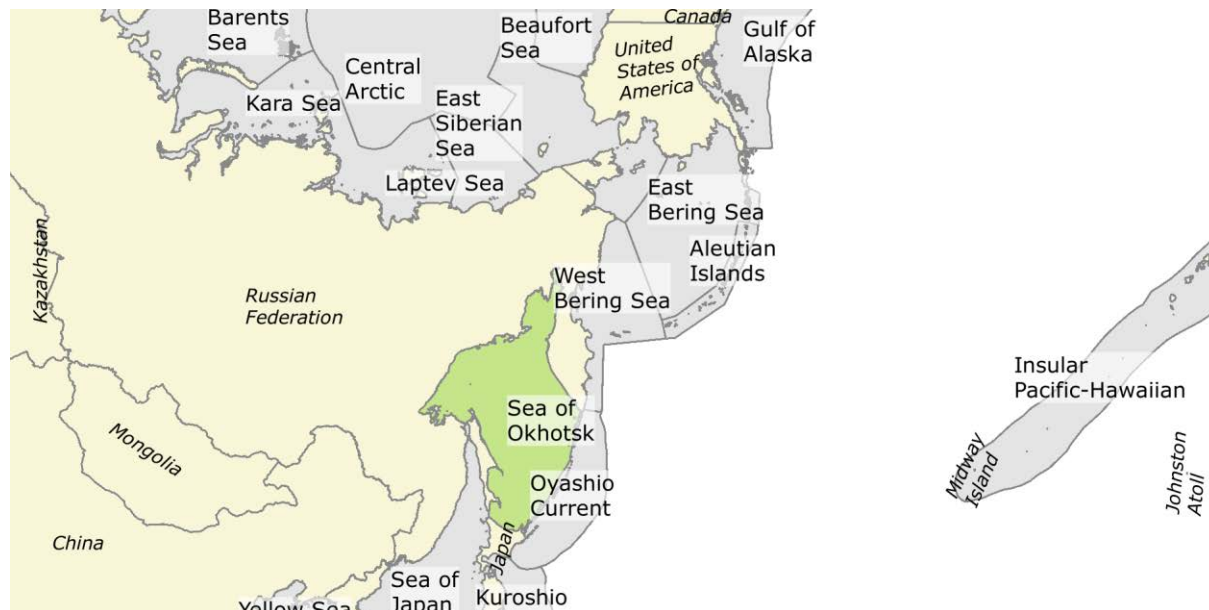 Barents
Sea
Beaufort
Sea
Canada
Gulf of
Alaska
United
States of
America
Central
Arctic
Kara Sea
East
Siberian
Sea
Laptev Sea
East
Bering Sea
Aleutian
Islands
Kazakhstan
Russian
Federation
West
Bering Sea
Insular
Pacific-Hawaiian
Sea of
Okhotsk
Mongolia
Midway
Island
Johnston
Atoll
Oyashio
Current
China
Japan
Sea of
Japan
Kuroshio
Yellow Sea